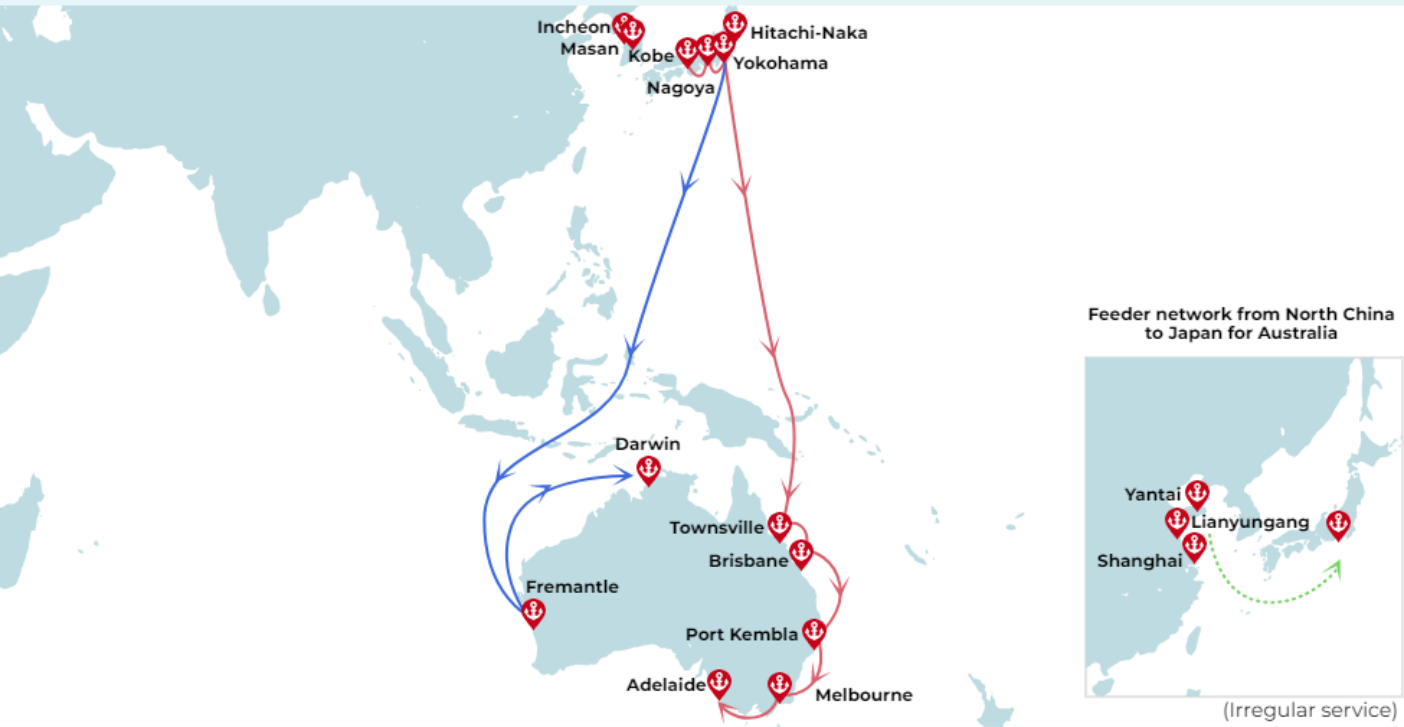 Incheon
Masan
Kobe
Nagoya
Hitachi-Naka
Yokohama
Darwin
Townsville
Brisbane
Fremantle
Port Kembla
Adelaide
Melbourne
Feeder network from North China
to Japan for Australia
Yantai
Lianyungang
Shanghai
(Irregular service)